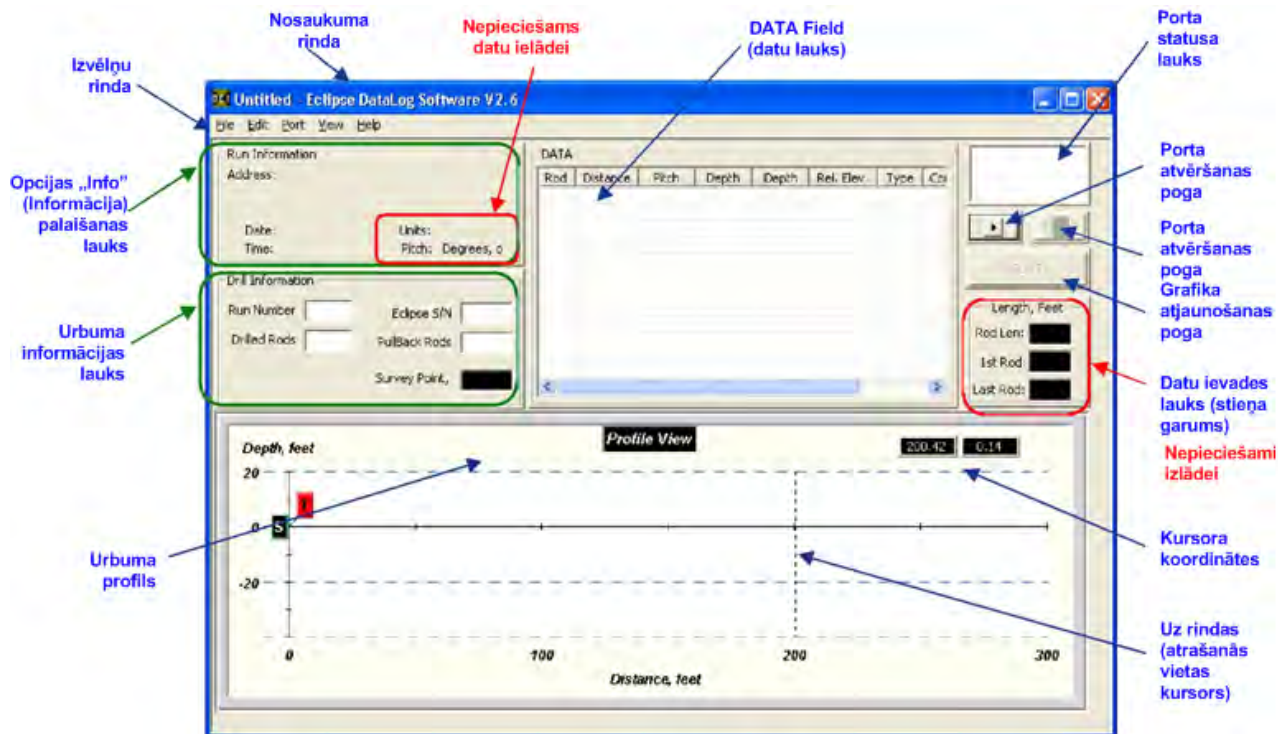 Nosaukuma
rinda
Nepieciešams
datu ielādei
DATA Field
(datu lauks)
Porta
statusa
lauks
Izvēlņu
rinda
Untitled - Eclipse DataLog Software V2.6
File Edit Port View Help
Run Information
Address:
Date:
Time:
Units:
Pitch: Degrees, o
DATA
Rod Distance Pitch Depth Depth Rel. Elev. Type
Opcijas „Info”
(Informācija)
palaišanas
lauks
Porta
atvēršanas
poga
Porta
atvēršanas
poga
Grafika
atjaunošanas
poga
Drill Information
Run Number
Eclipse S/N
Drilled Rods
PullBack Rods
Survey Point,
Urbuma
informācijas
lauks
Length, Feet
Rod Len:
1st Rod
Last Rod:
Datu ievades
lauks (stieņa
garums)
Nepieciešami
izlādei
Profile View
200.42 0.14
Depth, feet
20
0
-20
S
0 100 200 300
Distance, feet
Urbuma
profils
Kursora
koordinātes
Uz rindas
(atrašanās
vietas
kursors)